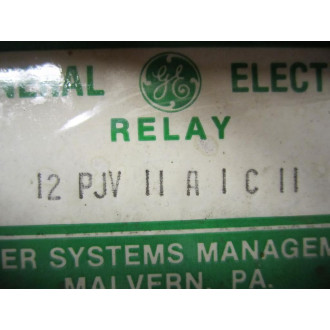 NERAL GE ELECT
RELAY
12 PJV 11 A 1 C 11
ER SYSTEMS MANAGEM
MALVERN, PA.